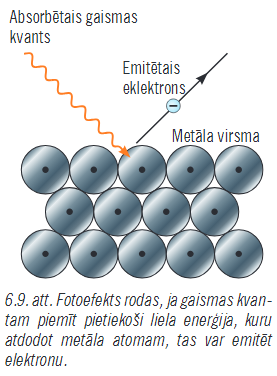 Absorbētais gaismas
kvants
Emitētais
eklektrons
Metāla virsma
6.9. att. Fotoefekts rodas, ja gaismas kvan-
tam piemīt pietiekoši liela enerģija, kuru
atdodot metāla atomam, tas var emitēt
elektronu.